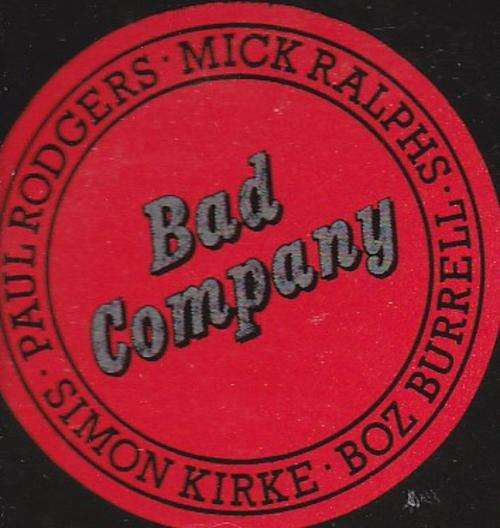 Bad
Company
PAUL RODGERS · MICK RALPHS · BOZ BURRELL · SIMON KIRKE ·